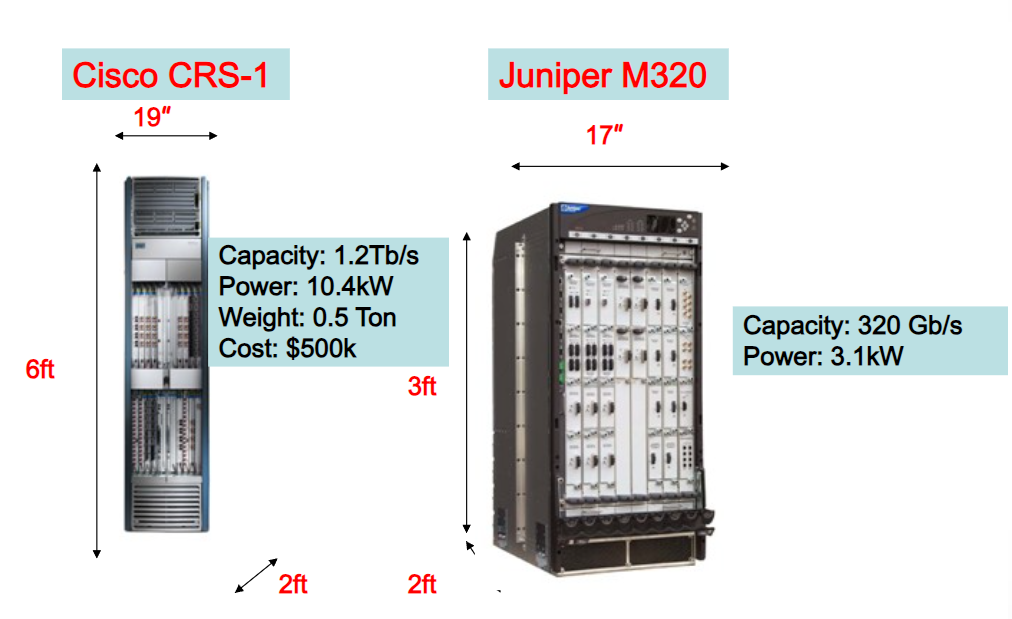 Cisco CRS-1
19"
6ft
Capacity: 1.2Tb/s
Power: 10.4kW
Weight: 0.5 Ton
Cost: $500k
2ft
Juniper M320
17"
3ft
2ft
Capacity: 320 Gb/s
Power: 3.1kW